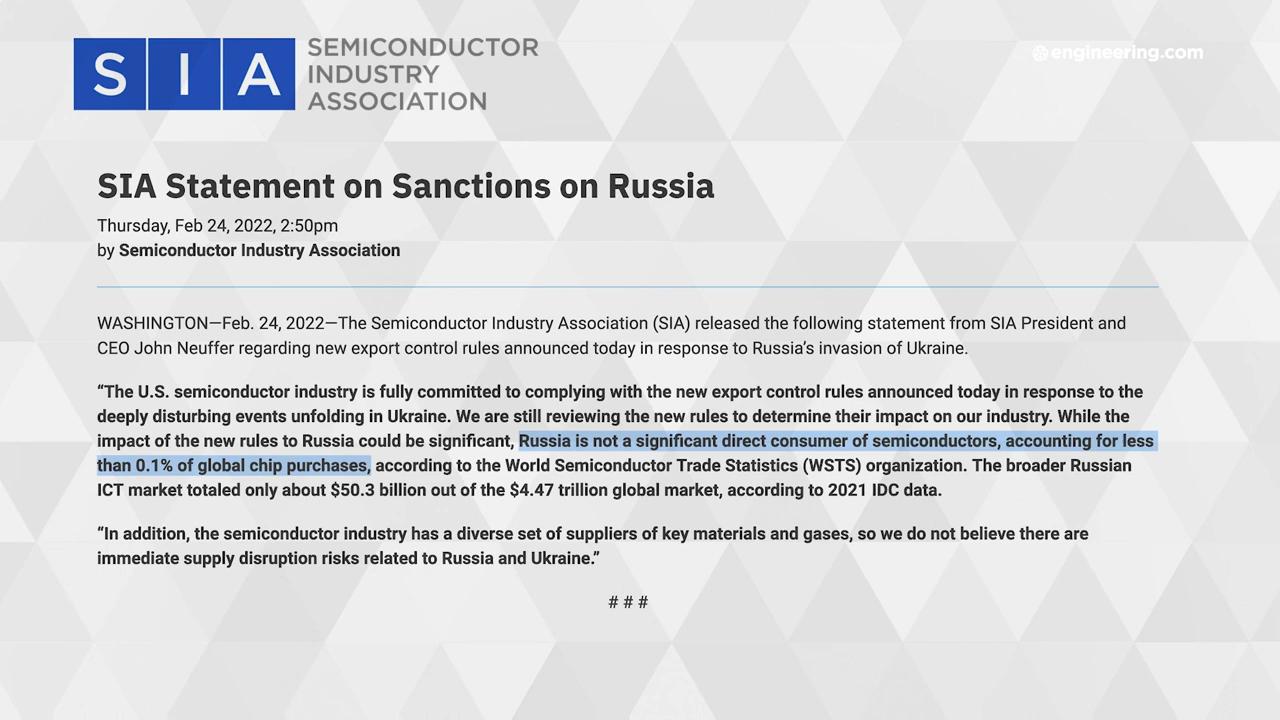 SIA
SEMICONDUCTOR
INDUSTRY
ASSOCIATION
engineering.com
SIA Statement on Sanctions on Russia
Thursday, Feb 24, 2022, 2:50pm
by Semiconductor Industry Association
WASHINGTON—Feb. 24, 2022—The Semiconductor Industry Association (SIA) released the following statement from SIA President and
CEO John Neuffer regarding new export control rules announced today in response to Russia’s invasion of Ukraine.
“The U.S. semiconductor industry is fully committed to complying with the new export control rules announced today in response to the
deeply disturbing events unfolding in Ukraine. We are still reviewing the new rules to determine their impact on our industry. While the
impact of the new rules to Russia could be significant, Russia is not a significant direct consumer of semiconductors, accounting for less
than 0.1% of global chip purchases, according to the World Semiconductor Trade Statistics (WSTS) organization. The broader Russian
ICT market totaled only about $50.3 billion out of the $4.47 trillion global market, according to 2021 IDC data.
“In addition, the semiconductor industry has a diverse set of suppliers of key materials and gases, so we do not believe there are
immediate supply disruption risks related to Russia and Ukraine.”
# # #